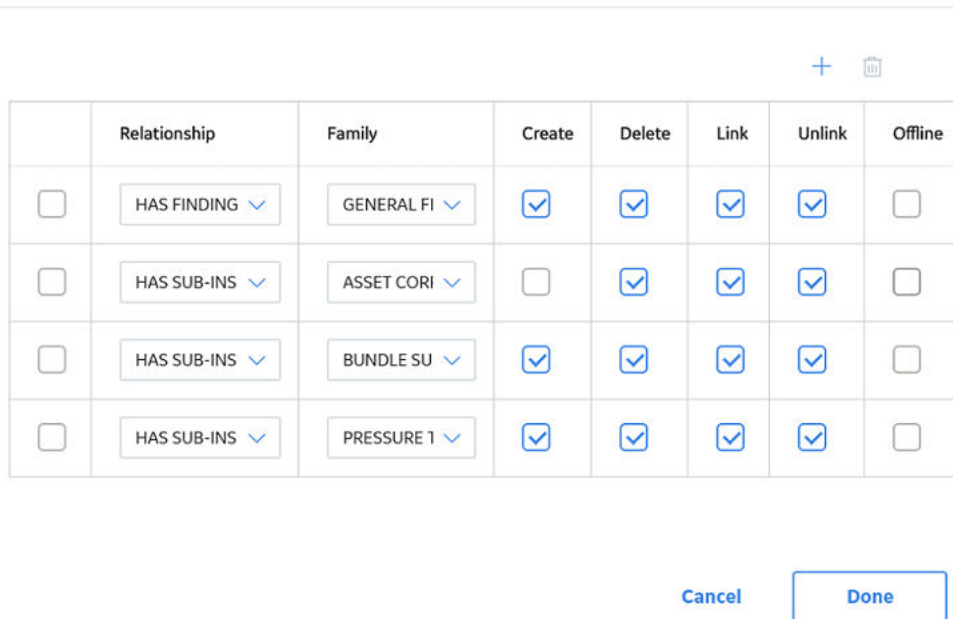 Relationship Family Create Delete Link Unlink Offline
HAS FINDING GENERAL FI
HAS SUB-INS ASSET CORI
HAS SUB-INS BUNDLE SU
HAS SUB-INS PRESSURE
Cancel Done